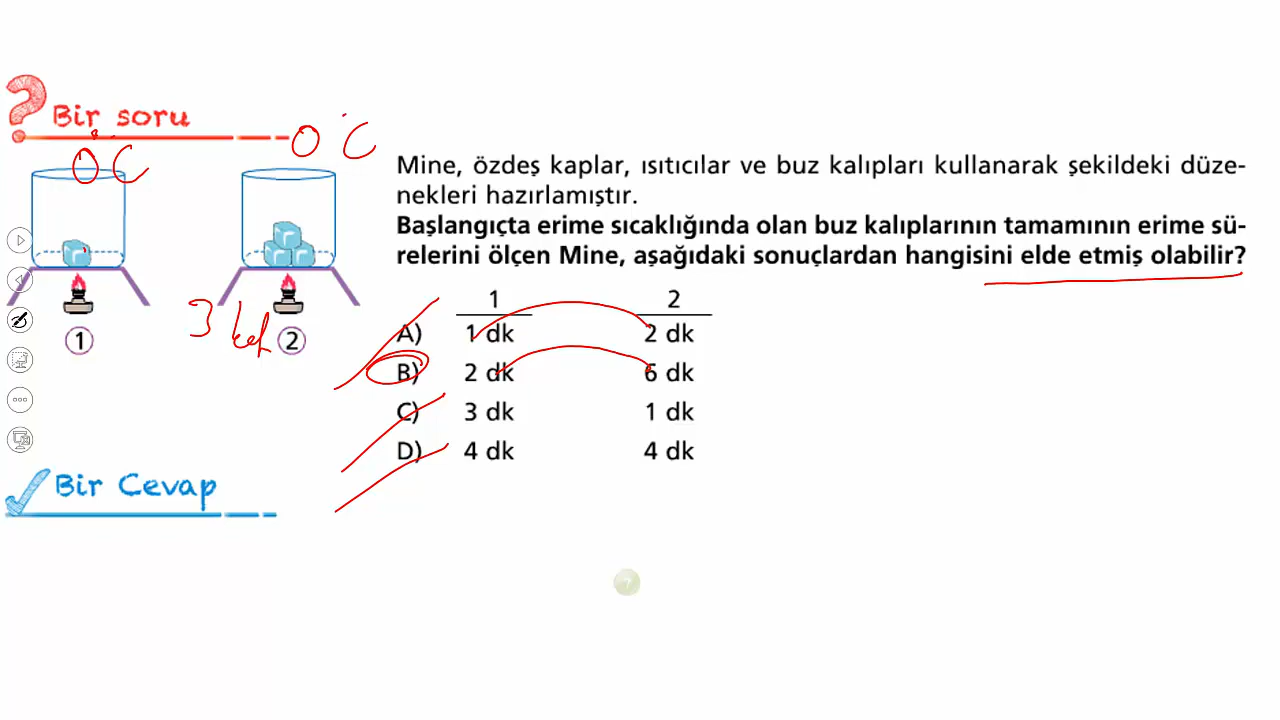 Bir soru
0°C
0°C
Mine, özdeş kaplar, ısıtıcılar ve buz kalıpları kullanarak şekildeki düze-
nekleri hazırlamıştır.
Başlangıçta erime sıcaklığında olan buz kalıplarının tamamının erime sü-
relerini ölçen Mine, aşağıdaki sonuçlardan hangisini elde etmiş olabilir?
3 kat
1
2
1 2
A) 1 dk 2 dk
B) 2 dk 6 dk
C) 3 dk 1 dk
D) 4 dk 4 dk
Bir Cevap